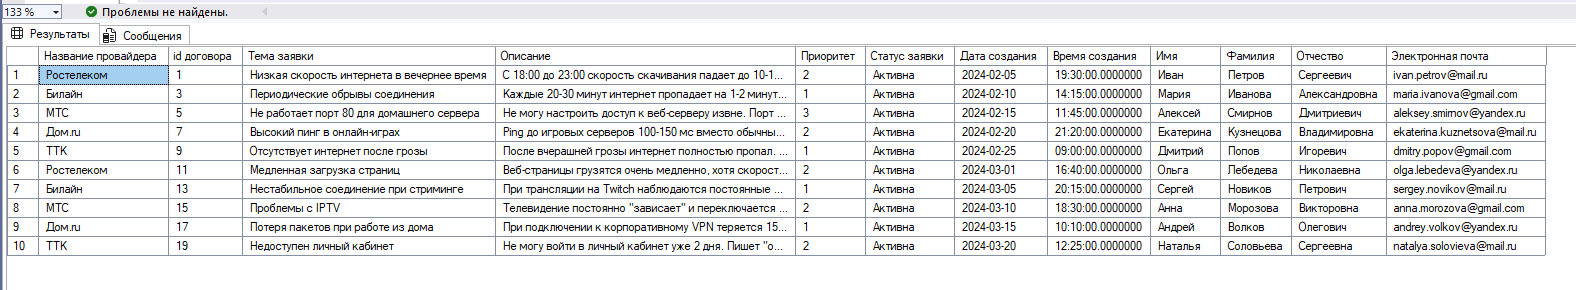 133 %
Проблемы не найдены.
Результаты Сообщения
Название провайдера id договора Тема заявки Описание Приоритет Статус заявки Дата создания Время создания Имя Фамилия Отчество Электронная почта
1 Ростелеком 1 Низкая скорость интернета в вечернее время С 18:00 до 23:00 скорость скачивания падает до 10-1... 2 Активна 2024-02-05 19:30:00.0000000 Иван Петров Сергеевич ivan.petrov@mail.ru
2 Билайн 3 Периодические обрывы соединения Каждые 20-30 минут интернет пропадает на 1-2 минут... 1 Активна 2024-02-10 14:15:00.0000000 Мария Иванова Александровна maria.ivanova@gmail.com
3 МТС 5 Не работает порт 80 для домашнего сервера Не могу настроить доступ к веб-серверу извне. Порт ... 3 Активна 2024-02-15 11:45:00.0000000 Алексей Смирнов Дмитриевич aleksey.smirnov@yandex.ru
4 Дом.ru 7 Высокий пинг в онлайн-играх Ping до игровых серверов 100-150 мс вместо обычны... 2 Активна 2024-02-20 21:20:00.0000000 Екатерина Кузнецова Владимировна ekaterina.kuznetsova@mail.ru
5 ТТК 9 Отсутствует интернет после грозы После вчерашней грозы интернет полностью пропал. ... 1 Активна 2024-02-25 09:00:00.0000000 Дмитрий Попов Игоревич dmitry.popov@gmail.com
6 Ростелеком 11 Медленная загрузка страниц Веб-страницы грузятся очень медленно, хотя скорост... 2 Активна 2024-03-01 16:40:00.0000000 Ольга Лебедева Николаевна olga.lebedeva@yandex.ru
7 Билайн 13 Нестабильное соединение при стриминге При трансляции на Twitch наблюдаются постоянные ... 1 Активна 2024-03-05 20:15:00.0000000 Сергей Новиков Петрович sergey.novikov@mail.ru
8 МТС 15 Проблемы с IPTV Телевидение постоянно "зависает" и переключается ... 2 Активна 2024-03-10 18:30:00.0000000 Анна Морозова Викторовна anna.morozova@gmail.com
9 Дом.ru 17 Потеря пакетов при работе из дома При подключении к корпоративному VPN теряется 15... 1 Активна 2024-03-15 10:10:00.0000000 Андрей Волков Олегович andrey.volkov@yandex.ru
10 ТТК 19 Недоступен личный кабинет Не могу войти в личный кабинет уже 2 дня. Пишет "о... 2 Активна 2024-03-20 12:25:00.0000000 Наталья Соловьева Сергеевна natalya.solovieva@mail.ru